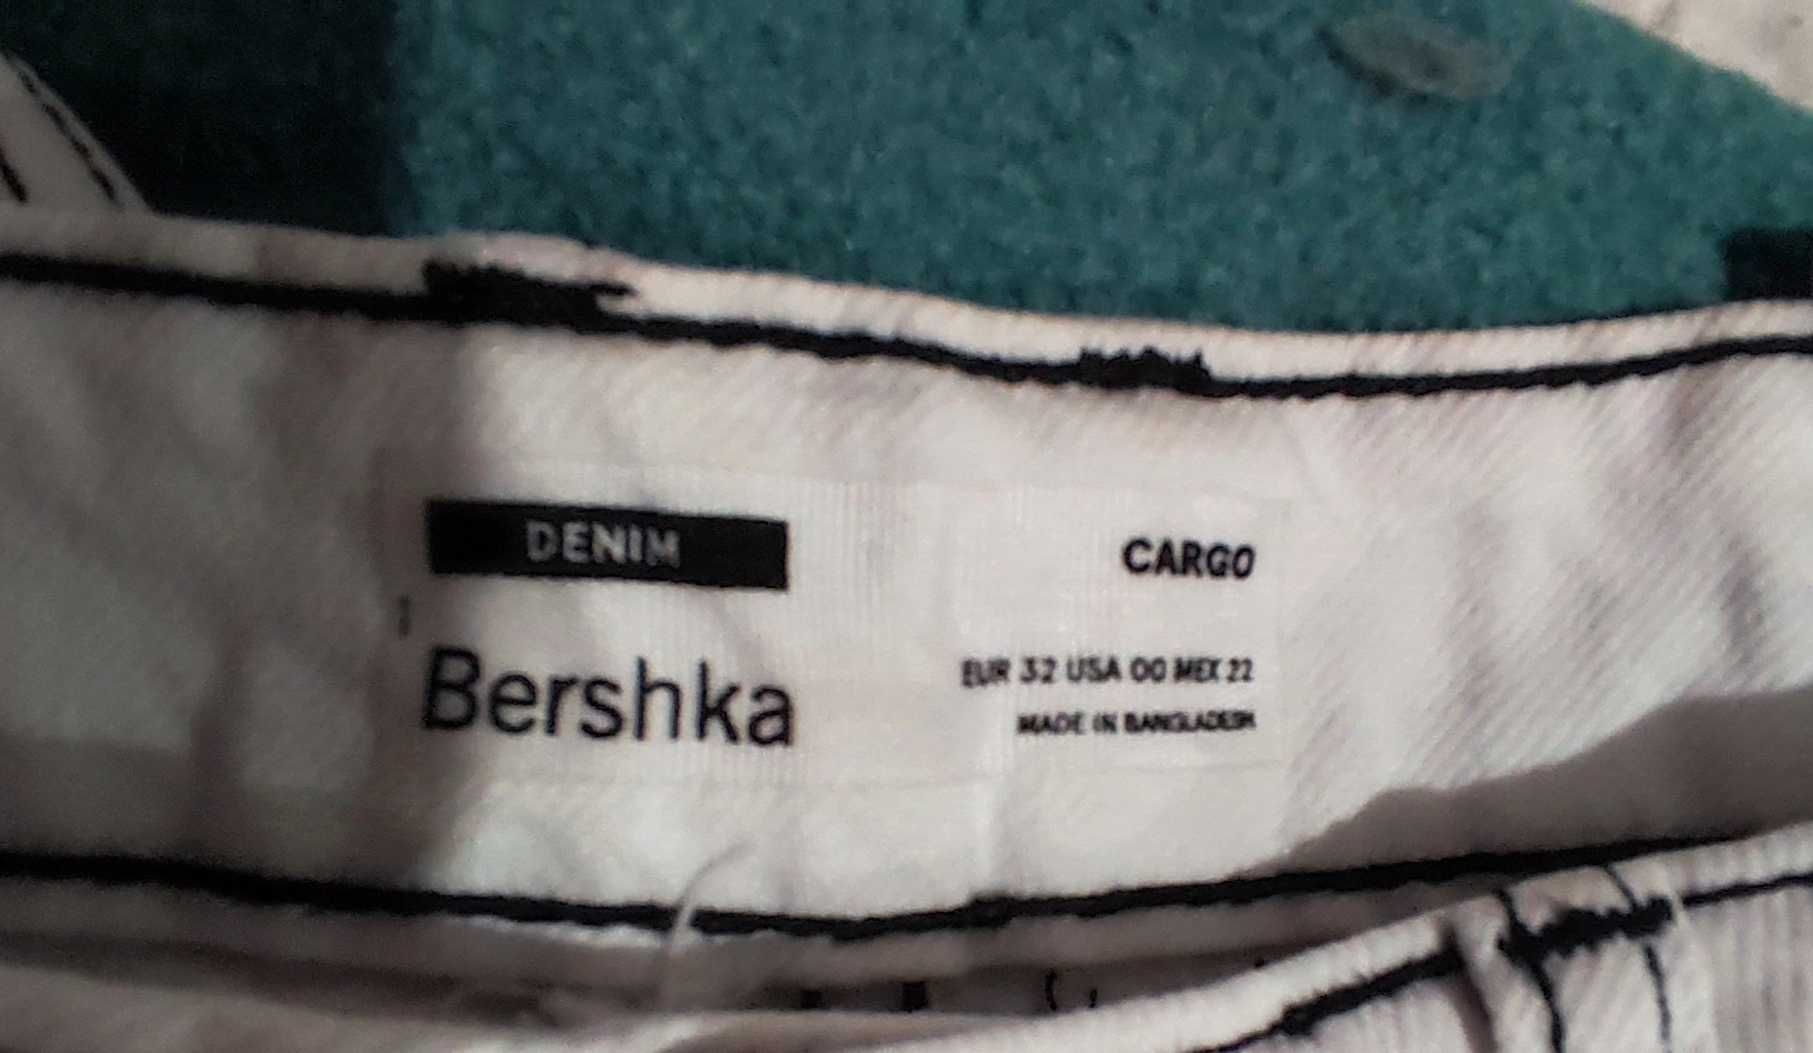 DENIM
CARGO
Bershka
EUR 32 USA 00 MEX 22
MADE IN BANGLADESH